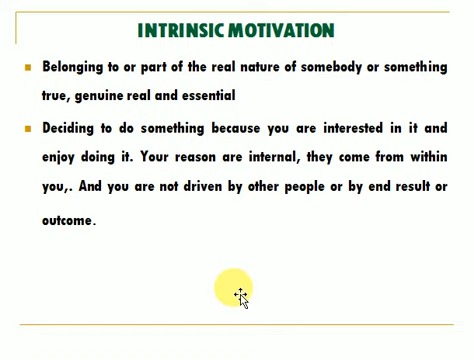 INTRINSIC MOTIVATION
Belonging to or part of the real nature of somebody or something
true, genuine real and essential
Deciding to do something because you are interested in it and
enjoy doing it. Your reason are internal, they come from within
you,. And you are not driven by other people or by end result or
outcome.